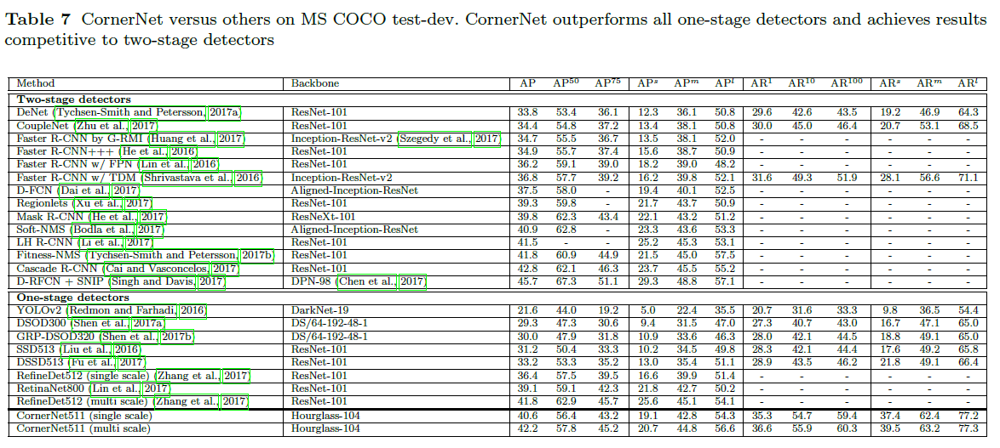 Table 7 CornerNet versus others on MS COCO test-dev. CornerNet outperforms all one-stage detectors and achieves results
competitive to two-stage detectors
Method Backbone AP AP50 AP75 APs APm APl AR1 AR10 AR100 ARs ARm ARl
Two-stage detectors
DeNet (Tychsen-Smith and Petersson, 2017a) ResNet-101 33.8 53.4 36.1 12.3 36.1 50.8 29.6 42.6 43.5 19.2 46.9 64.3
CoupleNet (Zhu et al., 2017) ResNet-101 34.4 54.8 37.2 13.4 38.1 50.8 30.0 45.0 46.4 20.7 53.1 68.5
Faster R-CNN by G-RMI (Huang et al., 2017) Inception-ResNet-v2 (Szegedy et al., 2017) 34.7 55.5 36.7 13.5 38.1 52.0 - - - - - -
Faster R-CNN+++ (He et al., 2016) ResNet-101 34.9 55.7 37.4 15.6 38.7 50.9 - - - - - -
Faster R-CNN w/ FPN (Lin et al., 2016) ResNet-101 36.2 59.1 39.0 18.2 39.0 48.2 - - - - - -
Faster R-CNN w/ TDM (Shrivastava et al., 2016) Inception-ResNet-v2 36.8 57.7 39.2 16.2 39.8 52.1 31.6 49.3 51.9 28.1 56.6 71.1
D-FCN (Dai et al., 2017) Aligned-Inception-ResNet 37.5 58.0 - 19.4 40.1 52.5 - - - - - -
Regionlets (Xu et al., 2017) ResNet-101 39.3 59.8 - 21.7 43.7 50.9 - - - - - -
Mask R-CNN (He et al., 2017) ResNeXt-101 39.8 62.3 43.4 22.1 43.2 51.2 - - - - - -
Soft-NMS (Bodla et al., 2017) Aligned-Inception-ResNet 40.9 62.8 - 23.3 43.6 53.3 - - - - - -
LH R-CNN (Li et al., 2017) ResNet-101 41.5 - - 25.2 45.3 53.1 - - - - - -
Fitness-NMS (Tychsen-Smith and Petersson, 2017b) ResNet-101 41.8 60.9 44.9 21.5 45.0 57.5 - - - - - -
Cascade R-CNN (Cai and Vasconcelos, 2017) ResNet-101 42.8 62.1 46.3 23.7 45.5 55.2 - - - - - -
D-RFCN + SNIP (Singh and Davis, 2017) DPN-98 (Chen et al., 2017) 45.7 67.3 51.1 29.3 48.8 57.1 - - - - - -
One-stage detectors
YOLOv2 (Redmon and Farhadi, 2016) DarkNet-19 21.6 44.0 19.2 5.0 22.4 35.5 20.7 31.6 33.3 9.8 36.5 54.4
DSOD300 (Shen et al., 2017a) DS/64-192-48-1 29.3 47.3 30.6 9.4 31.5 47.0 27.3 40.7 43.0 16.7 47.1 65.0
GRP-DSOD320 (Shen et al., 2017b) DS/64-192-48-1 30.0 47.9 31.8 10.9 33.6 46.3 28.0 42.1 44.5 18.8 49.1 65.0
SSD513 (Liu et al., 2016) ResNet-101 31.2 50.4 33.3 10.2 34.5 49.8 28.3 42.1 44.4 17.6 49.2 65.8
DSSD513 (Fu et al., 2017) ResNet-101 33.2 53.3 35.2 13.0 35.4 51.1 28.9 43.5 46.2 21.8 49.1 66.4
RefineDet512 (single scale) (Zhang et al., 2017) ResNet-101 36.4 57.5 39.5 16.6 39.9 51.4 - - - - - -
RetinaNet800 (Lin et al., 2017) ResNet-101 39.1 59.1 42.3 21.8 42.7 50.2 - - - - - -
RefineDet512 (multi scale) (Zhang et al., 2017) ResNet-101 41.8 62.9 45.7 25.6 45.1 54.1 - - - - - -
CornerNet511 (single scale) Hourglass-104 40.6 56.4 43.2 19.1 42.8 54.3 35.3 54.7 59.4 37.4 62.4 77.2
CornerNet511 (multi scale) Hourglass-104 42.2 57.8 45.2 20.7 44.8 56.6 36.6 55.9 60.3 39.5 63.2 77.3